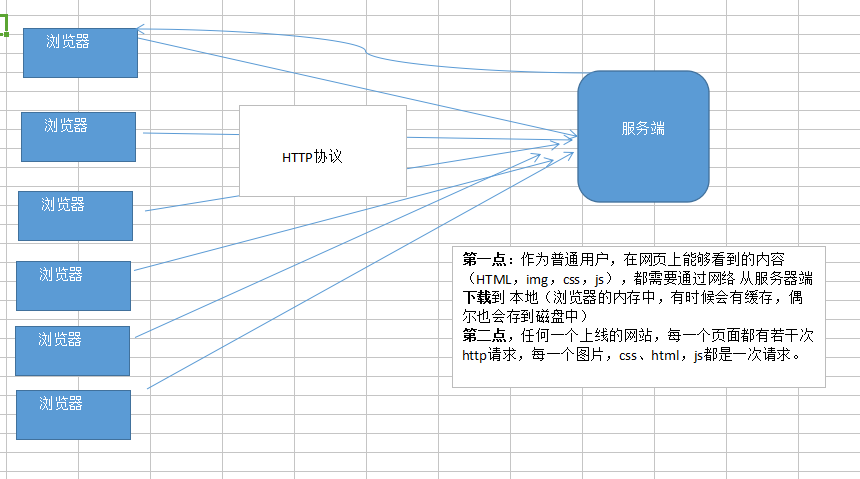 浏览器
浏览器
浏览器
浏览器
浏览器
浏览器
HTTP协议
服务端
第一点：作为普通用户，在网页上能够看到的内容
（HTML，img，css，js），都需要通过网络 从服务器端
下载到 本地（浏览器的内存中，有时候会有缓存，偶
尔也会存到磁盘中）
第二点，任何一个上线的网站，每一个页面都有若干次
http请求，每一个图片，css、html，js都是一次请求。